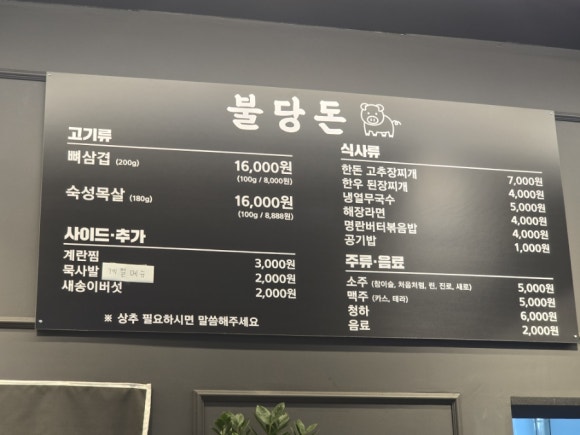 불당돈
고기류
뼈삼겹 (200g) 16,000원
(100g / 8,000원)
숙성목살 (180g) 16,000원
(100g / 8,888원)
사이드·추가
계란찜 3,000원
묵사발 계절메뉴 2,000원
새송이버섯 2,000원
※ 상추 필요하시면 말씀해주세요
식사류
한돈 고추장찌개 7,000원
한우 된장찌개 4,000원
냉열무국수 5,000원
해장라면 4,000원
명란버터볶음밥 4,000원
공기밥 1,000원
주류·음료
소주 (참이슬, 처음처럼, 린, 진로, 새로) 5,000원
맥주 (카스, 테라) 5,000원
청하 6,000원
음료 2,000원